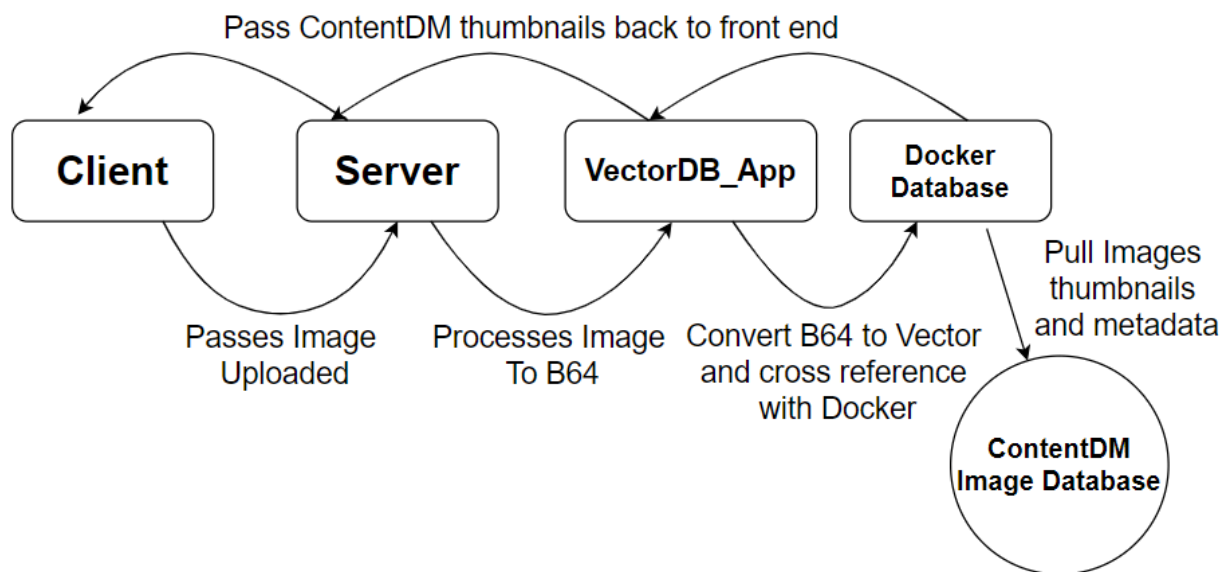 Pass ContentDM thumbnails back to front end
Client
Server
VectorDB_App
Docker
Database
Passes Image
Uploaded
Processes Image
To B64
Convert B64 to Vector
and cross reference
with Docker
Pull Images
thumbnails
and metadata
ContentDM
Image Database